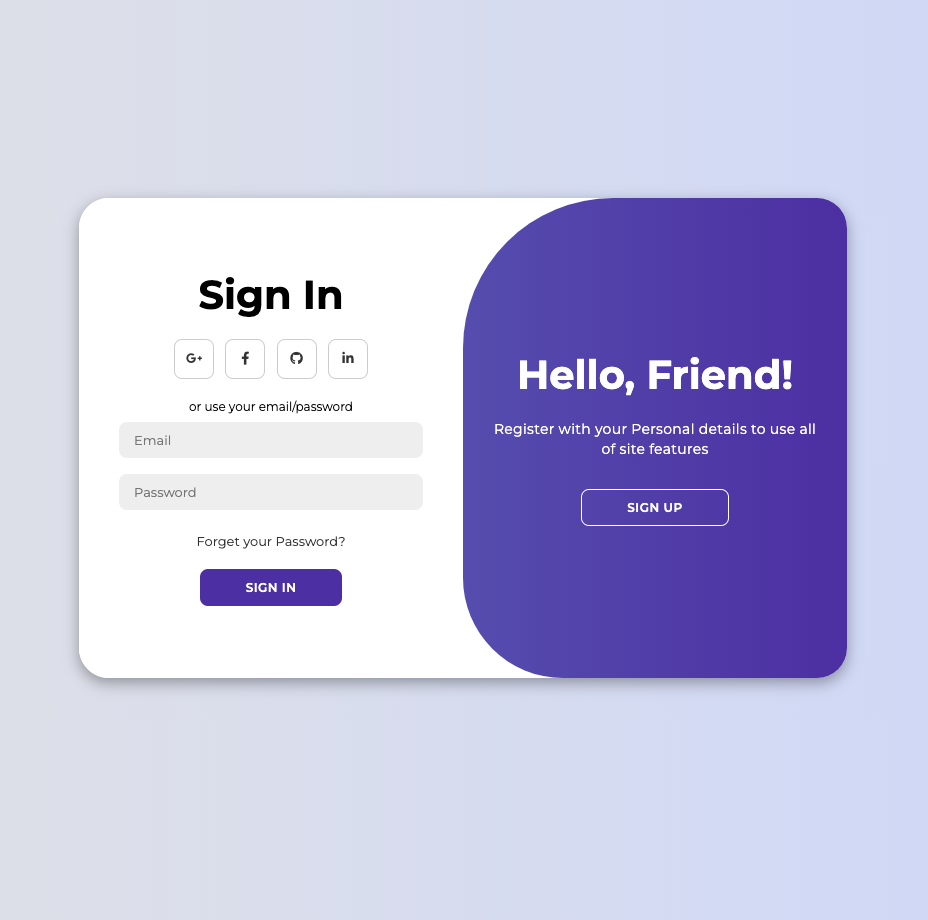 Sign In
G+
f
in
or use your email/password
Email
Password
Forget your Password?
SIGN IN
Hello, Friend!
Register with your Personal details to use all
of site features
SIGN UP